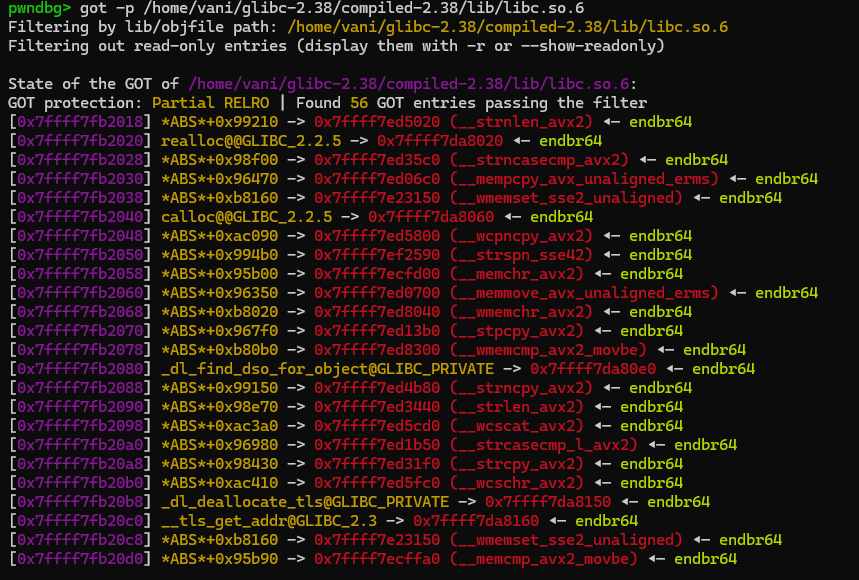 pwndbg> got -p /home/vani/glibc-2.38/compiled-2.38/lib/libc.so.6
Filtering by lib/objfile path: /home/vani/glibc-2.38/compiled-2.38/lib/libc.so.6
Filtering out read-only entries (display them with -r or --show-readonly)

State of the GOT of /home/vani/glibc-2.38/compiled-2.38/lib/libc.so.6:
GOT protection: Partial RELRO | Found 56 GOT entries passing the filter
[0x7ffff7fb2018] *ABS*+0x99210 -> 0x7ffff7ed5020 (__strnlen_avx2) ◂— endbr64
[0x7ffff7fb2020] realloc@@GLIBC_2.2.5 -> 0x7ffff7da8020 ◂— endbr64
[0x7ffff7fb2028] *ABS*+0x98f00 -> 0x7ffff7ed35c0 (__strncasecmp_avx2) ◂— endbr64
[0x7ffff7fb2030] *ABS*+0x96470 -> 0x7ffff7ed06c0 (__mempcpy_avx_unaligned_erms) ◂— endbr64
[0x7ffff7fb2038] *ABS*+0xb8160 -> 0x7ffff7e23150 (__wmemset_sse2_unaligned) ◂— endbr64
[0x7ffff7fb2040] calloc@@GLIBC_2.2.5 -> 0x7ffff7da8060 ◂— endbr64
[0x7ffff7fb2048] *ABS*+0xac090 -> 0x7ffff7ed5800 (__wcpncpy_avx2) ◂— endbr64
[0x7ffff7fb2050] *ABS*+0x994b0 -> 0x7ffff7ef2590 (__strspn_sse42) ◂— endbr64
[0x7ffff7fb2058] *ABS*+0x95b00 -> 0x7ffff7ecfd00 (__memchr_avx2) ◂— endbr64
[0x7ffff7fb2060] *ABS*+0x96350 -> 0x7ffff7ed0700 (__memmove_avx_unaligned_erms) ◂— endbr64
[0x7ffff7fb2068] *ABS*+0xb8020 -> 0x7ffff7ed8040 (__wmemchr_avx2) ◂— endbr64
[0x7ffff7fb2070] *ABS*+0x967f0 -> 0x7ffff7ed13b0 (__stpcpy_avx2) ◂— endbr64
[0x7ffff7fb2078] *ABS*+0xb80b0 -> 0x7ffff7ed8300 (__wmemcmp_avx2_movbe) ◂— endbr64
[0x7ffff7fb2080] _dl_find_dso_for_object@GLIBC_PRIVATE -> 0x7ffff7da80e0 ◂— endbr64
[0x7ffff7fb2088] *ABS*+0x99150 -> 0x7ffff7ed4b80 (__strncpy_avx2) ◂— endbr64
[0x7ffff7fb2090] *ABS*+0x98e70 -> 0x7ffff7ed3440 (__strlen_avx2) ◂— endbr64
[0x7ffff7fb2098] *ABS*+0xac3a0 -> 0x7ffff7ed5cd0 (__wcscat_avx2) ◂— endbr64
[0x7ffff7fb20a0] *ABS*+0x96980 -> 0x7ffff7ed1b50 (__strcasecmp_l_avx2) ◂— endbr64
[0x7ffff7fb20a8] *ABS*+0x98430 -> 0x7ffff7ed31f0 (__strcpy_avx2) ◂— endbr64
[0x7ffff7fb20b0] *ABS*+0xac410 -> 0x7ffff7ed5fc0 (__wcschr_avx2) ◂— endbr64
[0x7ffff7fb20b8] _dl_deallocate_tls@GLIBC_PRIVATE -> 0x7ffff7da8150 ◂— endbr64
[0x7ffff7fb20c0] __tls_get_addr@GLIBC_2.3 -> 0x7ffff7da8160 ◂— endbr64
[0x7ffff7fb20c8] *ABS*+0xb8160 -> 0x7ffff7e23150 (__wmemset_sse2_unaligned) ◂— endbr64
[0x7ffff7fb20d0] *ABS*+0x95b90 -> 0x7ffff7ecffa0 (__memcmp_avx2_movbe) ◂— endbr64